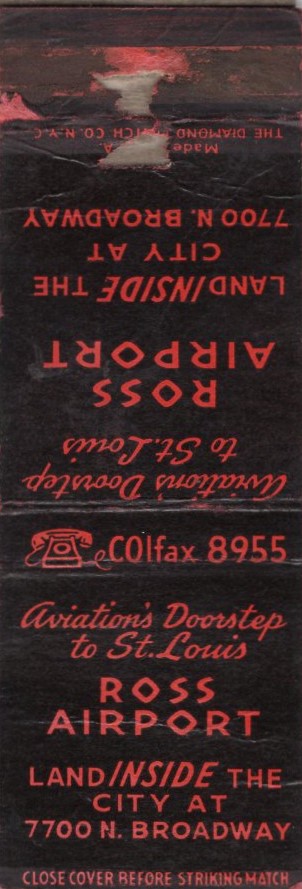 Made A
THE DIAMOND MATCH CO. N.Y.C.
Aviation's Doorstep
to St. Louis
ROSS
AIRPORT
LAND INSIDE THE
CITY AT
7700 N. BROADWAY
COlfax 8955
Aviation's Doorstep
to St. Louis
ROSS
AIRPORT
LAND INSIDE THE
CITY AT
7700 N. BROADWAY
CLOSE COVER BEFORE STRIKING MATCH